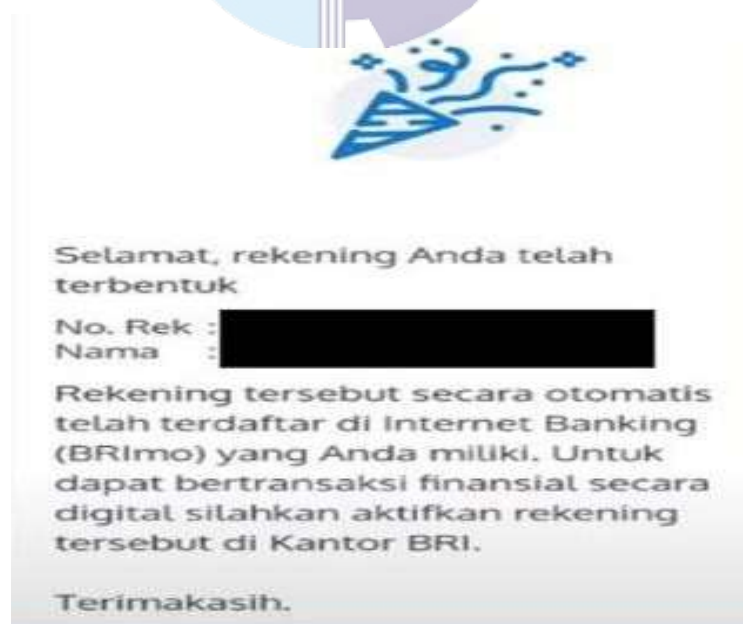 Selamat, rekening Anda telah
terbentuk
No. Rek :
Nama :
Rekening tersebut secara otomatis
telah terdaftar di Internet Banking
(BRImo) yang Anda miliki. Untuk
dapat bertransaksi finansial secara
digital silahkan aktifkan rekening
tersebut di Kantor BRI.
Terimakasih.